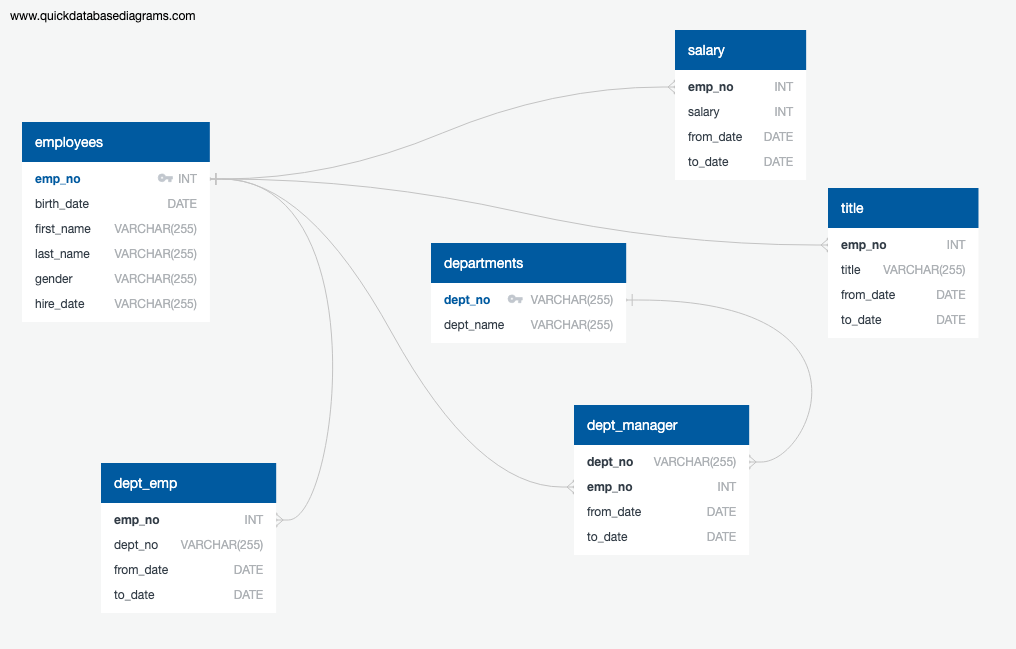 www.quickdatabasediagrams.com
salary
emp_no INT
salary INT
from_date DATE
to_date DATE
employees
emp_no INT
birth_date DATE
first_name VARCHAR(255)
last_name VARCHAR(255)
gender VARCHAR(255)
hire_date VARCHAR(255)
title
emp_no INT
title VARCHAR(255)
from_date DATE
to_date DATE
departments
dept_no VARCHAR(255)
dept_name VARCHAR(255)
dept_manager
dept_no VARCHAR(255)
emp_no INT
from_date DATE
to_date DATE
dept_emp
emp_no INT
dept_no VARCHAR(255)
from_date DATE
to_date DATE